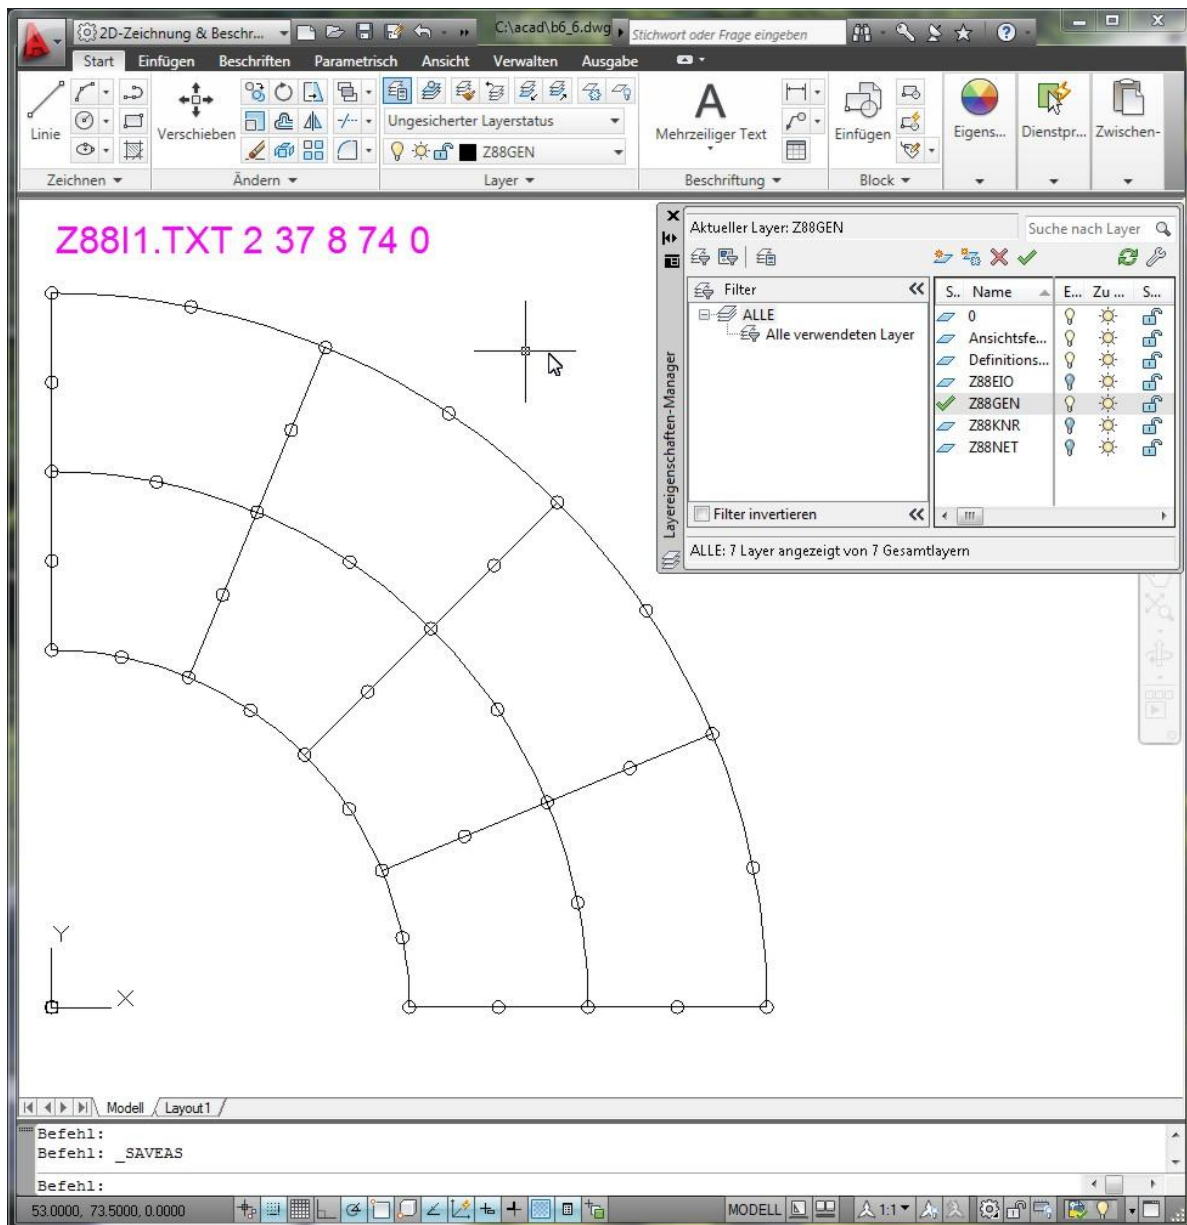 2D-Zeichnung & Beschr... C:\acad\b6_6.dwg Stichwort oder Frage eingeben
Start Einfügen Beschriften Parametrisch Ansicht Verwalten Ausgabe
Ungesicherter Layerstatus
Linie Verschieben Mehrzeiliger Text Einfügen Eigens... Dienstpr... Zwischen-
Z88GEN
Zeichnen Ändern Layer Beschriftung Block
Z88I1.TXT 2 37 8 74 0
Aktueller Layer: Z88GEN Suche nach Layer
Filter
ALLE
Alle verwendeten Layer
Filter invertieren
S.. Name E... Zu ... S...
0
Ansichtsfe...
Definitions...
Z88EIO
Z88GEN
Z88KNR
Z88NET
ALLE: 7 Layer angezeigt von 7 Gesamtlayern
Layereigenschaften-Manager
Y
X
Modell Layout1
Befehl:
Befehl: _SAVEAS
Befehl:
53.0000, 73.5000, 0.0000 MODELL 1:1